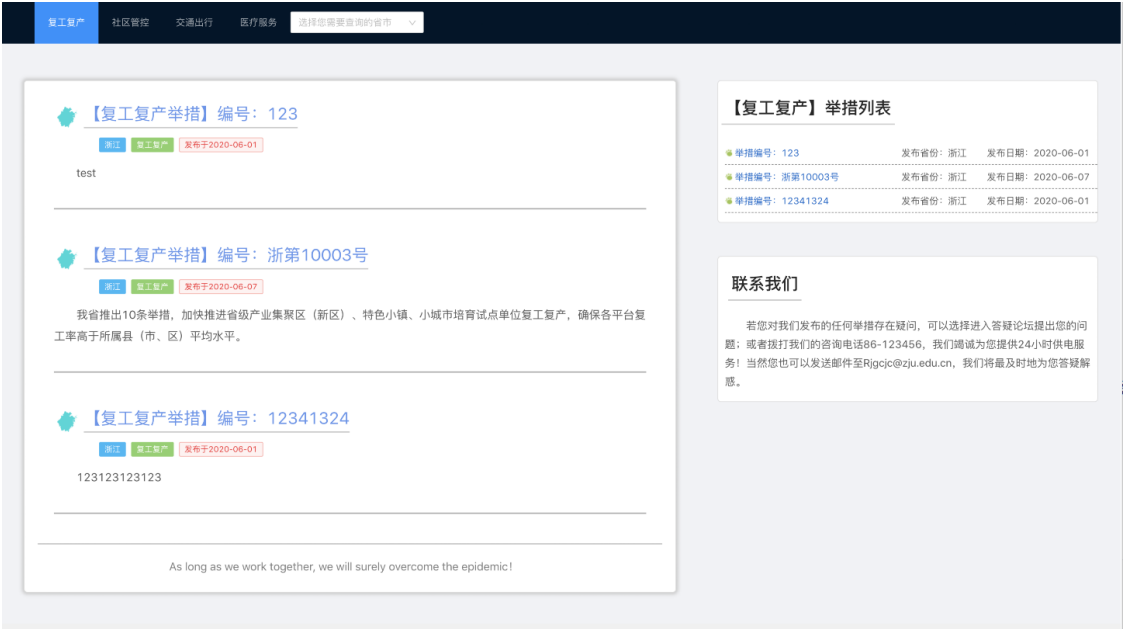 复工复产 社区管控 交通出行 医疗服务 选择您需要查询的省市
【复工复产举措】编号：123
浙江 复工复产 发布于2020-06-01
test
【复工复产举措】编号：浙第10003号
浙江 复工复产 发布于2020-06-07
我省推出10条举措，加快推进省级产业集聚区（新区）、特色小镇、小城市培育试点单位复工复产，确保各平台复
工率高于所属县（市、区）平均水平。
【复工复产举措】编号：12341324
浙江 复工复产 发布于2020-06-01
123123123123
As long as we work together, we will surely overcome the epidemic！
【复工复产】举措列表
举措编号：123 发布省份：浙江 发布日期：2020-06-01
举措编号：浙第10003号 发布省份：浙江 发布日期：2020-06-07
举措编号：12341324 发布省份：浙江 发布日期：2020-06-01
联系我们
若您对我们发布的任何举措存在疑问，可以选择进入答疑论坛提出您的问
题；或者拨打我们的咨询电话86-123456，我们竭诚为您提供24小时供电服
务！当然您也可以发送邮件至Rjgcjc@zju.edu.cn，我们将最及时地为您答疑解
惑。